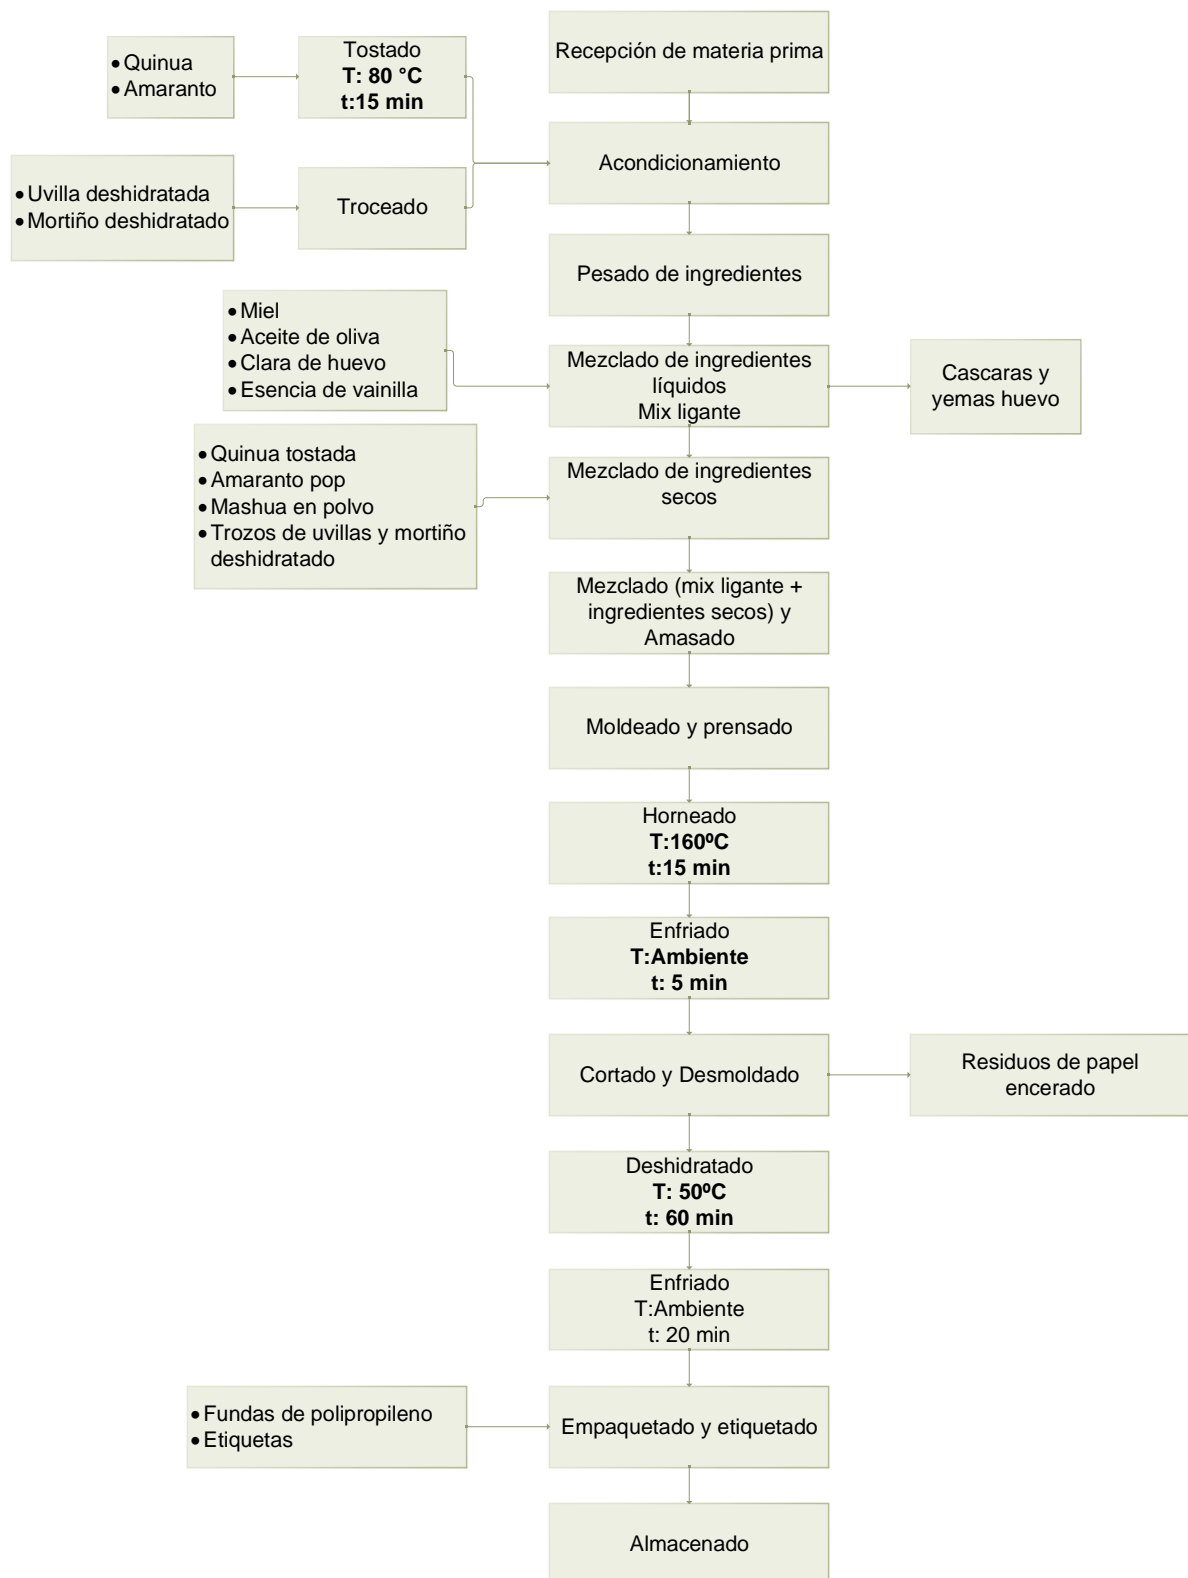 Recepción de materia prima
• Quinua
• Amaranto
Tostado
T: 80 °C
t:15 min
Acondicionamiento
• Uvilla deshidratada
• Mortiño deshidratado
Troceado
Pesado de ingredientes
• Miel
• Aceite de oliva
• Clara de huevo
• Esencia de vainilla
Mezclado de ingredientes
líquidos
Mix ligante
Cascaras y
yemas huevo
• Quinua tostada
• Amaranto pop
• Mashua en polvo
• Trozos de uvillas y mortiño
deshidratado
Mezclado de ingredientes
secos
Mezclado (mix ligante +
ingredientes secos) y
Amasado
Moldeado y prensado
Horneado
T:160ºC
t:15 min
Enfriado
T:Ambiente
t: 5 min
Cortado y Desmoldado
Residuos de papel
encerado
Deshidratado
T: 50ºC
t: 60 min
Enfriado
T:Ambiente
t: 20 min
• Fundas de polipropileno
• Etiquetas
Empaquetado y etiquetado
Almacenado